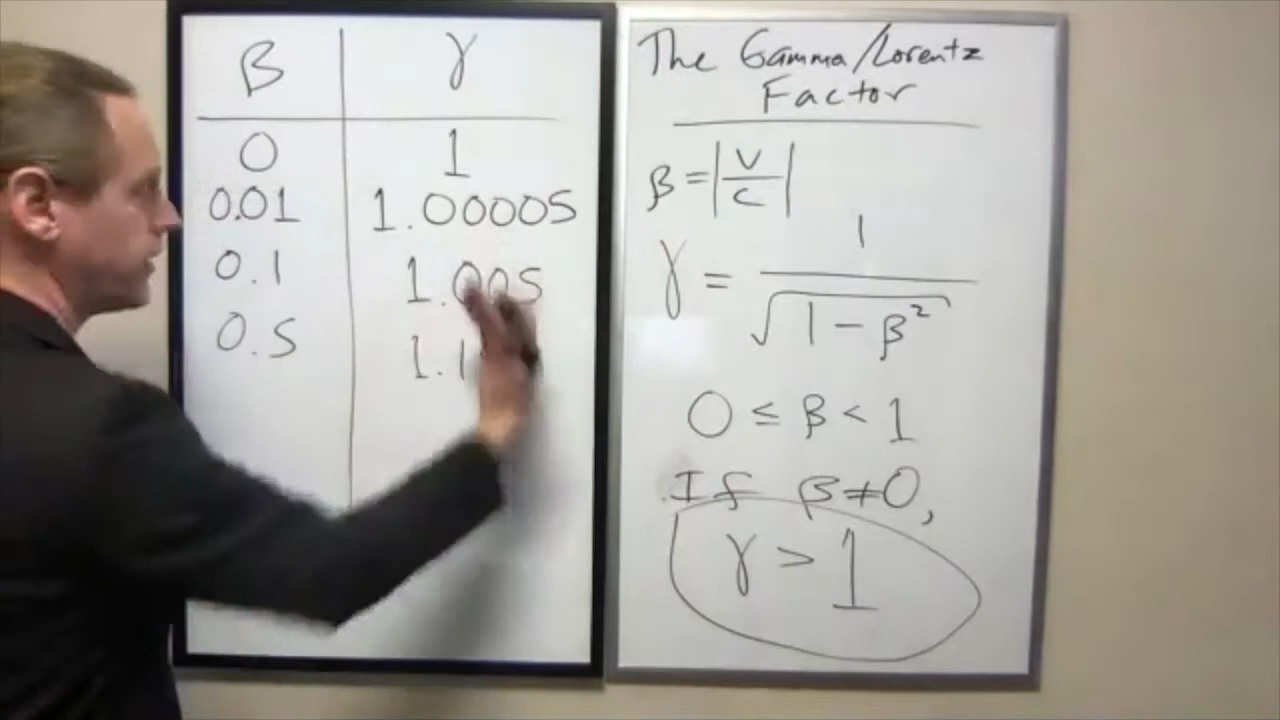 β γ
0 1
0.01 1.00005
0.1 1.005
0.5 1.1
The Gamma/Lorentz
Factor
β = |v/c|
γ = 1/√(1 − β²)
0 ≤ β < 1
If β ≠ 0,
γ > 1